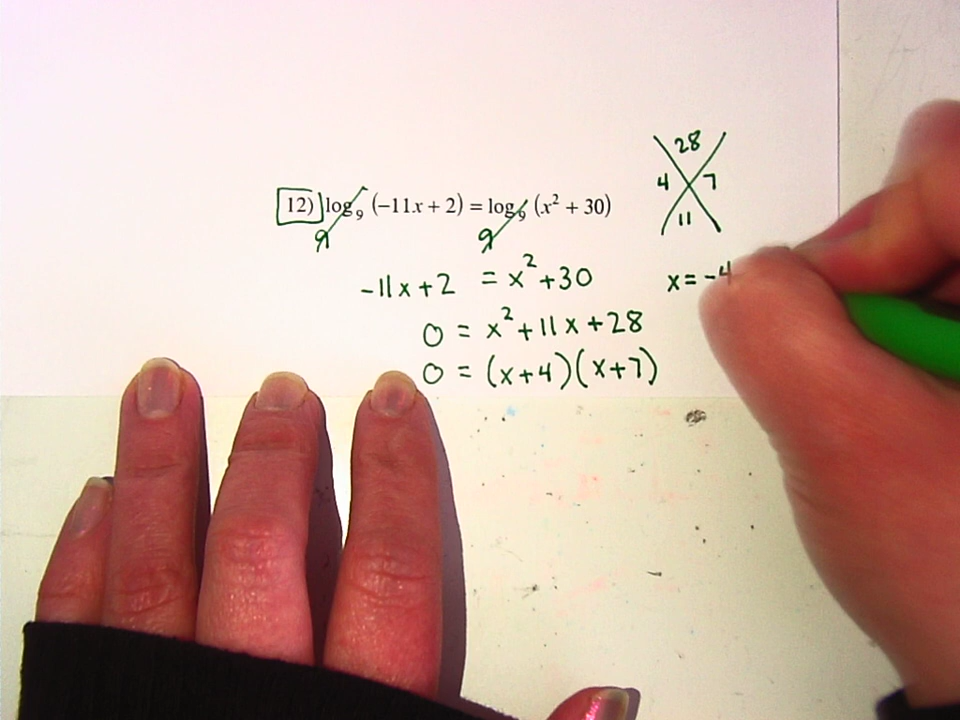 12) log₉ (−11x + 2) = log₉ (x² + 30)
9 9
-11x + 2 = x² + 30
0 = x² + 11x + 28
0 = (x+4)(x+7)
28
4 7
11
x = -4